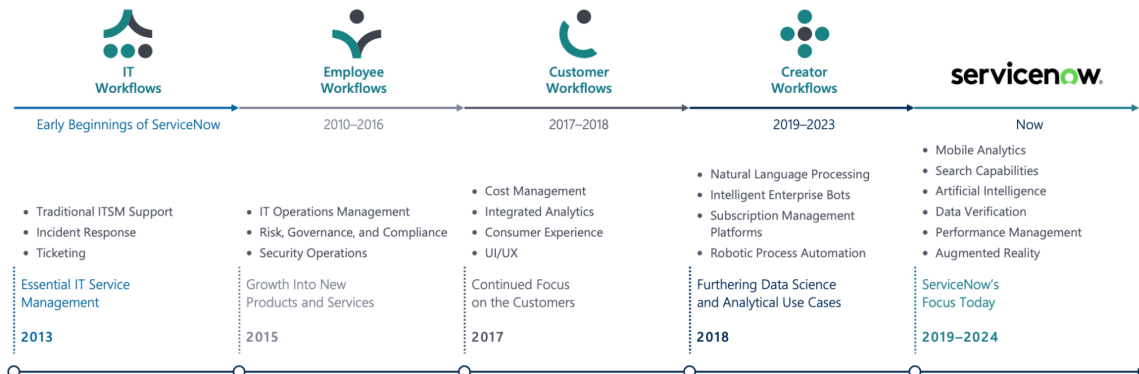 IT
Workflows
Early Beginnings of ServiceNow
• Traditional ITSM Support
• Incident Response
• Ticketing
Essential IT Service
Management
2013
Employee
Workflows
2010–2016
• IT Operations Management
• Risk, Governance, and Compliance
• Security Operations
Growth Into New
Products and Services
2015
Customer
Workflows
2017–2018
• Cost Management
• Integrated Analytics
• Consumer Experience
• UI/UX
Continued Focus
on the Customers
2017
Creator
Workflows
2019–2023
• Natural Language Processing
• Intelligent Enterprise Bots
• Subscription Management
Platforms
• Robotic Process Automation
Furthering Data Science
and Analytical Use Cases
2018
servicenow.
Now
• Mobile Analytics
• Search Capabilities
• Artificial Intelligence
• Data Verification
• Performance Management
• Augmented Reality
ServiceNow’s
Focus Today
2019–2024